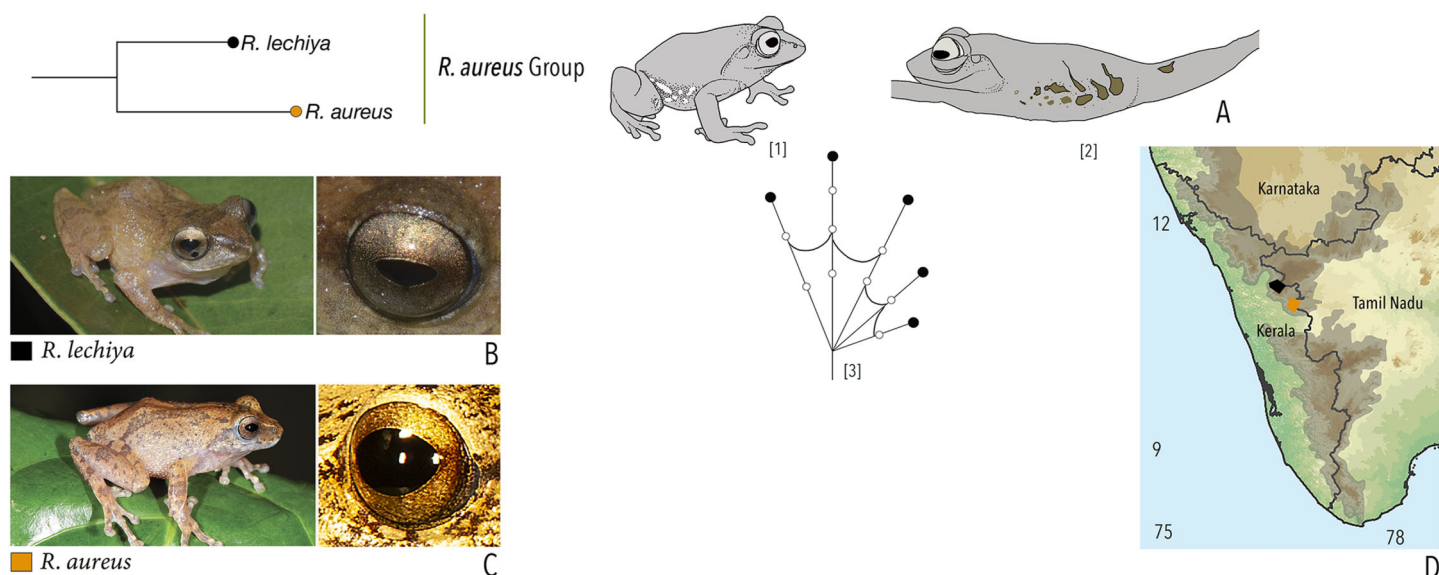 R. lechiya
R. aureus
R. aureus Group
[1]
[2]
A
[3]
R. lechiya
B
R. aureus
C
Karnataka
12
Tamil Nadu
Kerala
9
75
78
D